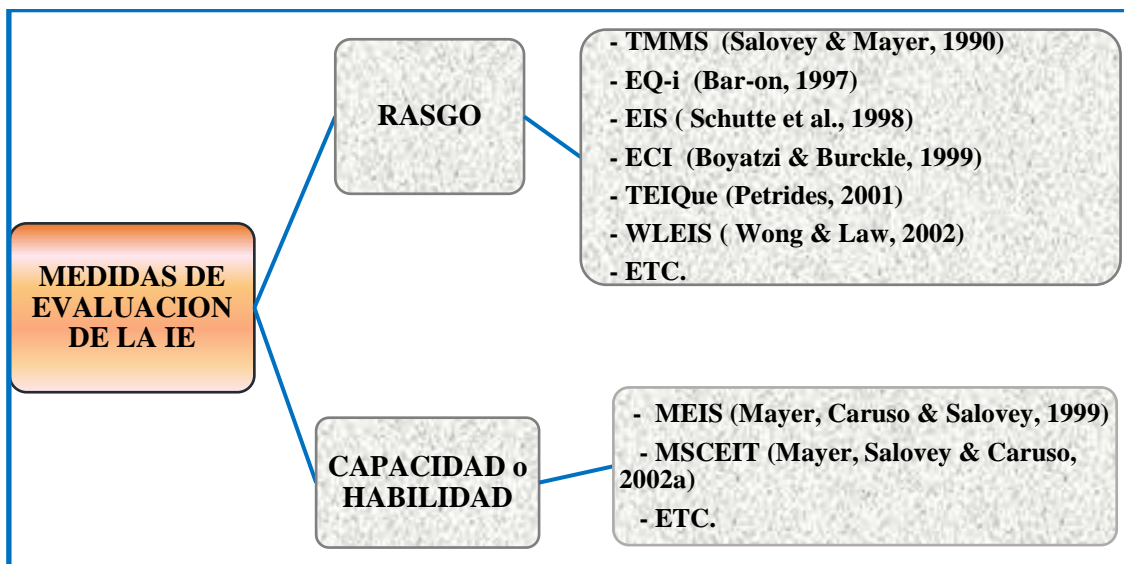 MEDIDAS DE
EVALUACION
DE LA IE
RASGO
- TMMS (Salovey & Mayer, 1990)
- EQ-i (Bar-on, 1997)
- EIS ( Schutte et al., 1998)
- ECI (Boyatzi & Burckle, 1999)
- TEIQue (Petrides, 2001)
- WLEIS ( Wong & Law, 2002)
- ETC.
CAPACIDAD o
HABILIDAD
- MEIS (Mayer, Caruso & Salovey, 1999)
- MSCEIT (Mayer, Salovey & Caruso,
2002a)
- ETC.